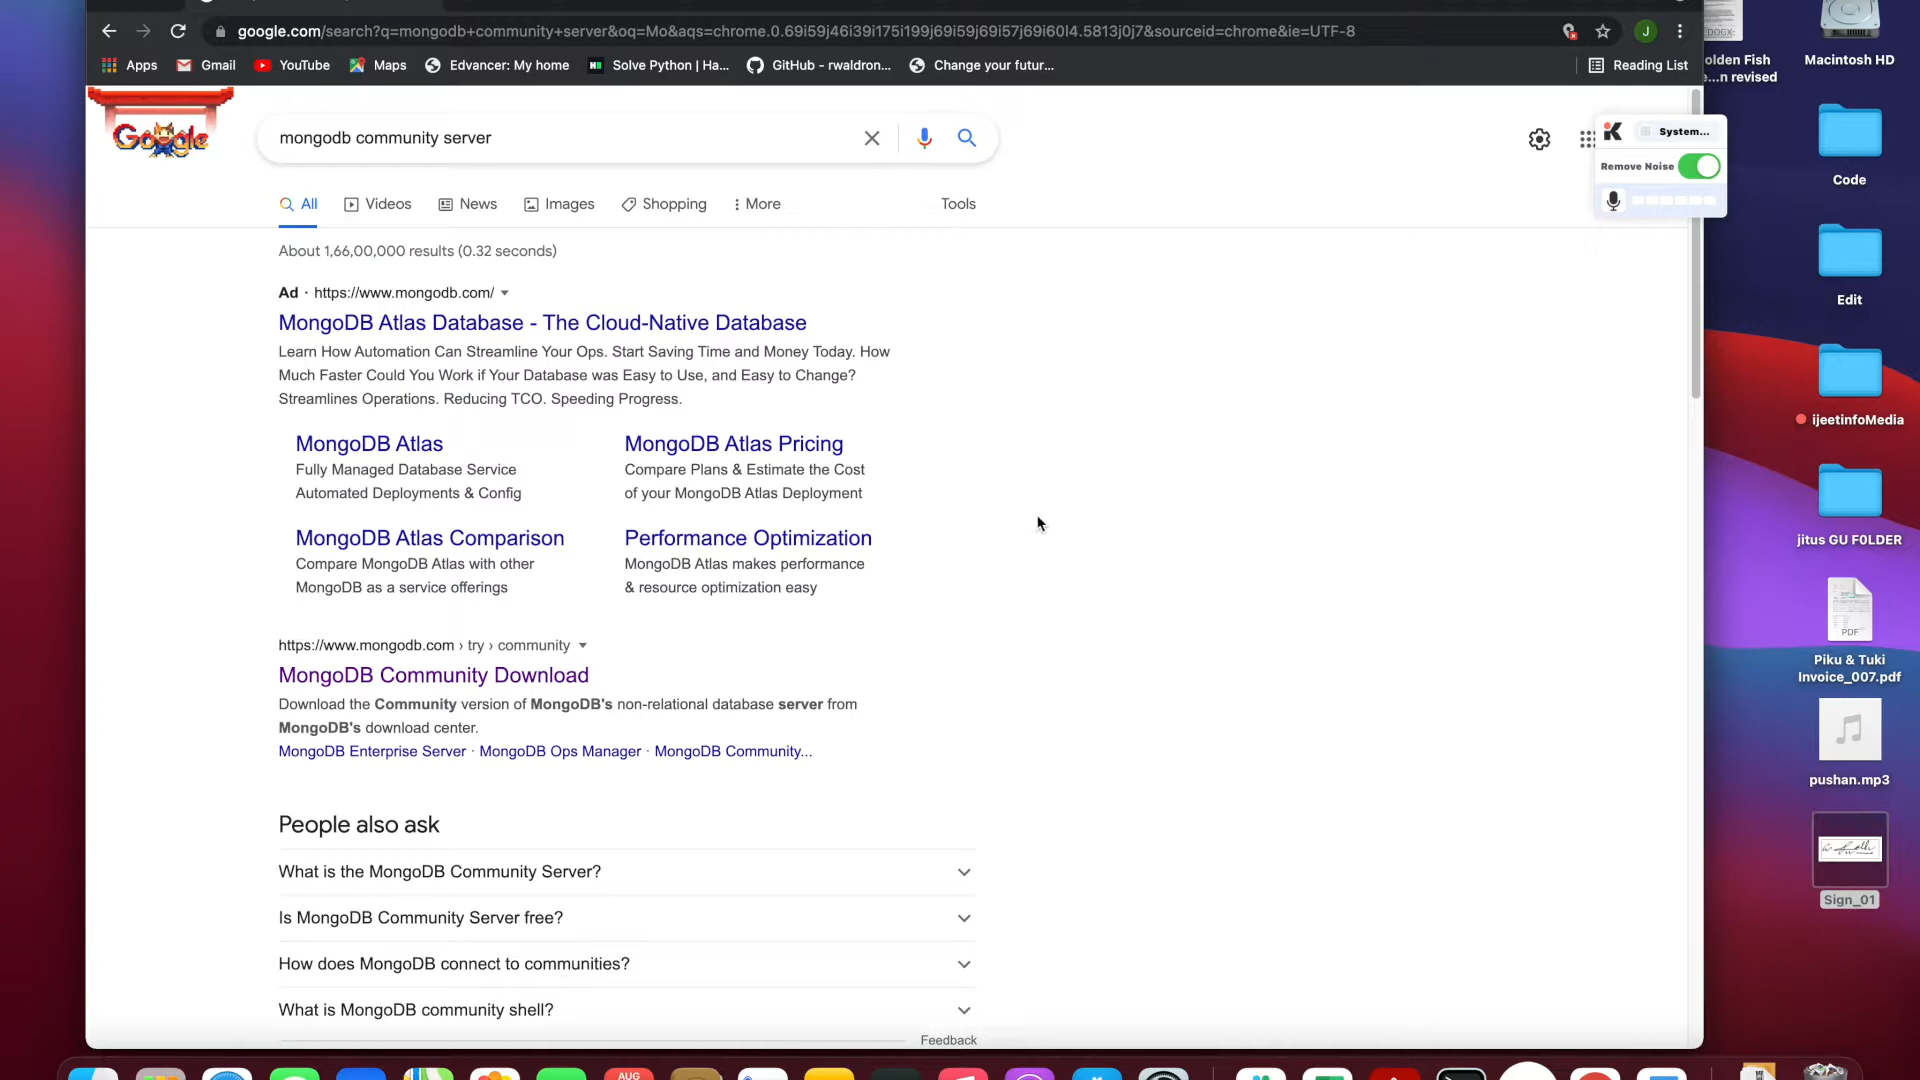 google.com/search?q=mongodb+community+server&oq=Mo&aqs=chrome.0.69i59j46i39i175i199j69i59j69i57j69i60l4.5813j0j7&sourceid=chrome&ie=UTF-8
J
Apps
Gmail
YouTube
Maps
Edvancer: My home
Solve Python | Ha...
GitHub - rwaldron...
Change your futur...
Reading List
Google
mongodb community server
All
Videos
News
Images
Shopping
More
Tools
About 1,66,00,000 results (0.32 seconds)
Ad · https://www.mongodb.com/
MongoDB Atlas Database - The Cloud-Native Database
Learn How Automation Can Streamline Your Ops. Start Saving Time and Money Today. How
Much Faster Could You Work if Your Database was Easy to Use, and Easy to Change?
Streamlines Operations. Reducing TCO. Speeding Progress.
MongoDB Atlas
Fully Managed Database Service
Automated Deployments & Config
MongoDB Atlas Pricing
Compare Plans & Estimate the Cost
of your MongoDB Atlas Deployment
MongoDB Atlas Comparison
Compare MongoDB Atlas with other
MongoDB as a service offerings
Performance Optimization
MongoDB Atlas makes performance
& resource optimization easy
https://www.mongodb.com › try › community
MongoDB Community Download
Download the Community version of MongoDB's non-relational database server from
MongoDB's download center.
MongoDB Enterprise Server · MongoDB Ops Manager · MongoDB Community...
People also ask
What is the MongoDB Community Server?
Is MongoDB Community Server free?
How does MongoDB connect to communities?
What is MongoDB community shell?
Feedback
System...
Remove Noise
DOCX
olden Fish
e...n revised
Macintosh HD
Code
Edit
ijeetinfoMedia
jitus GU F0LDER
PDF
Piku & Tuki
Invoice_007.pdf
pushan.mp3
Sign_01
AUG